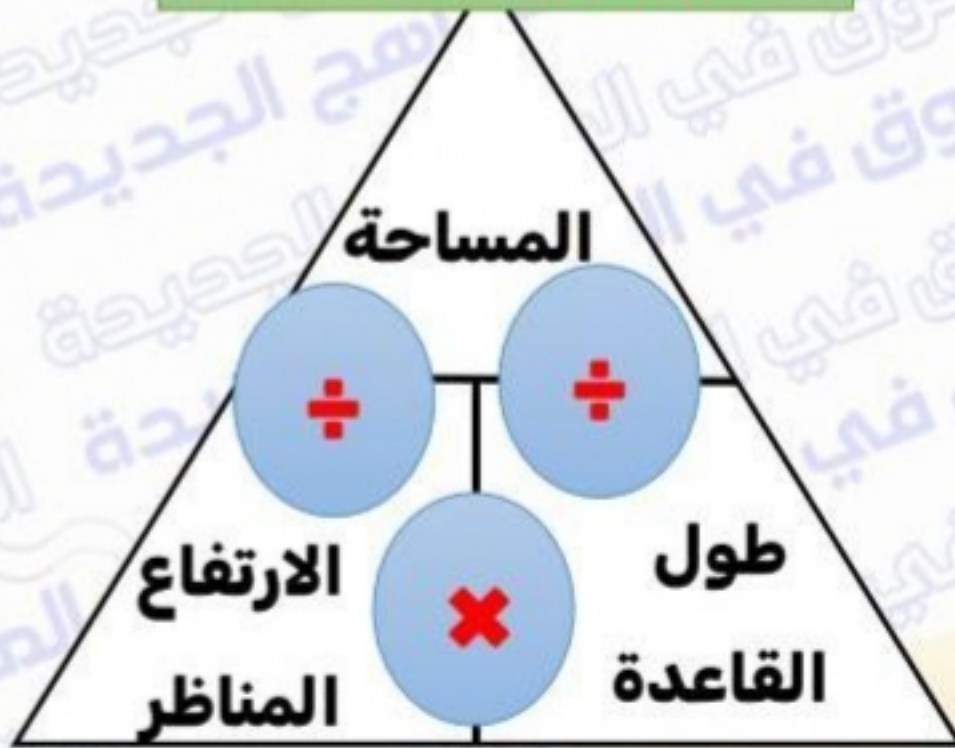 المساحة
÷ ÷
طول
الارتفاع
×
القاعدة
المناظر